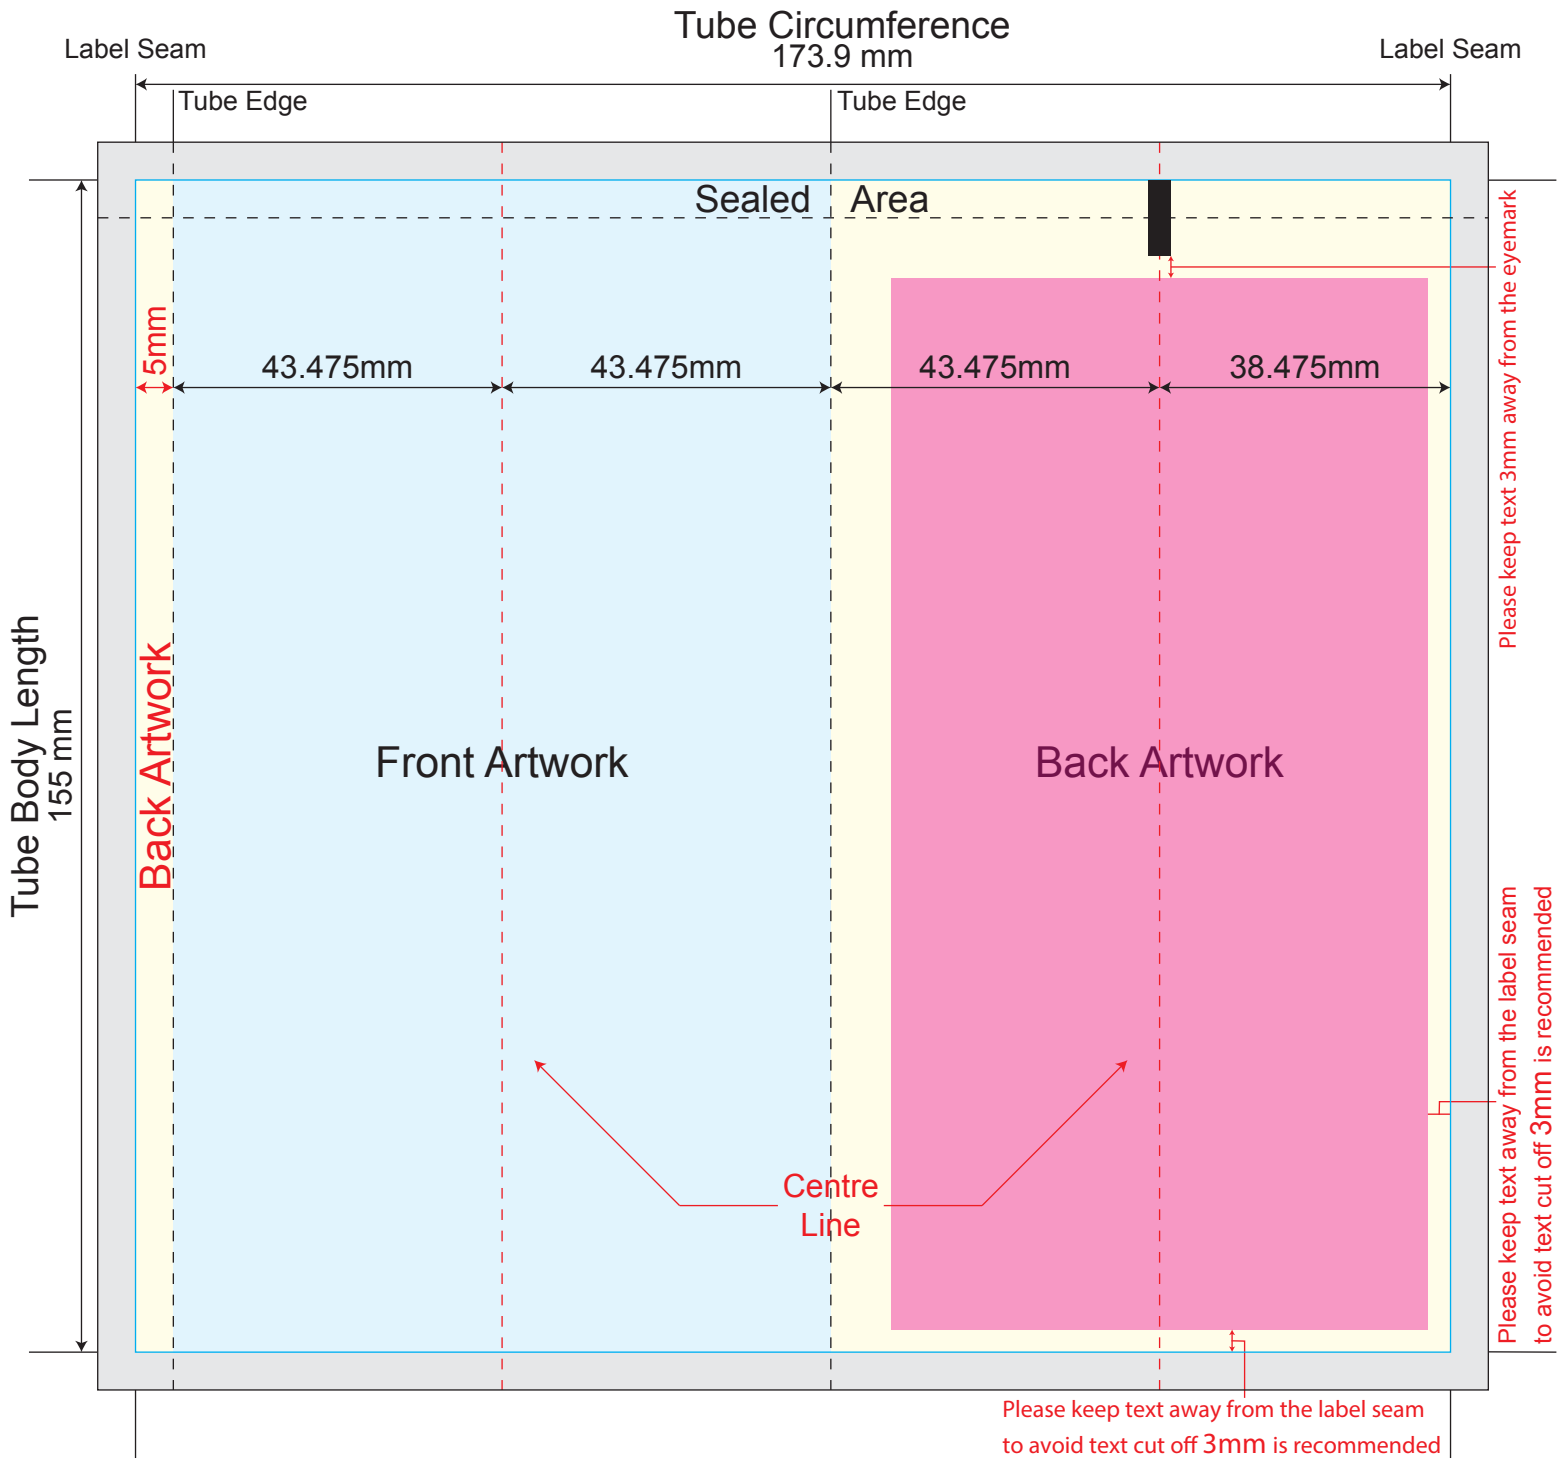 Tube Circumference
173.9 mm
Label Seam
Label Seam
Tube Edge
Tube Edge
Sealed Area
5mm
43.475mm
43.475mm
43.475mm
38.475mm
Please keep text 3mm away from the eyemark
Tube Body Length
155 mm
Back Artwork
Front Artwork
Back Artwork
Centre
Line
Please keep text away from the label seam
to avoid text cut off 3mm is recommended
Please keep text away from the label seam
to avoid text cut off 3mm is recommended